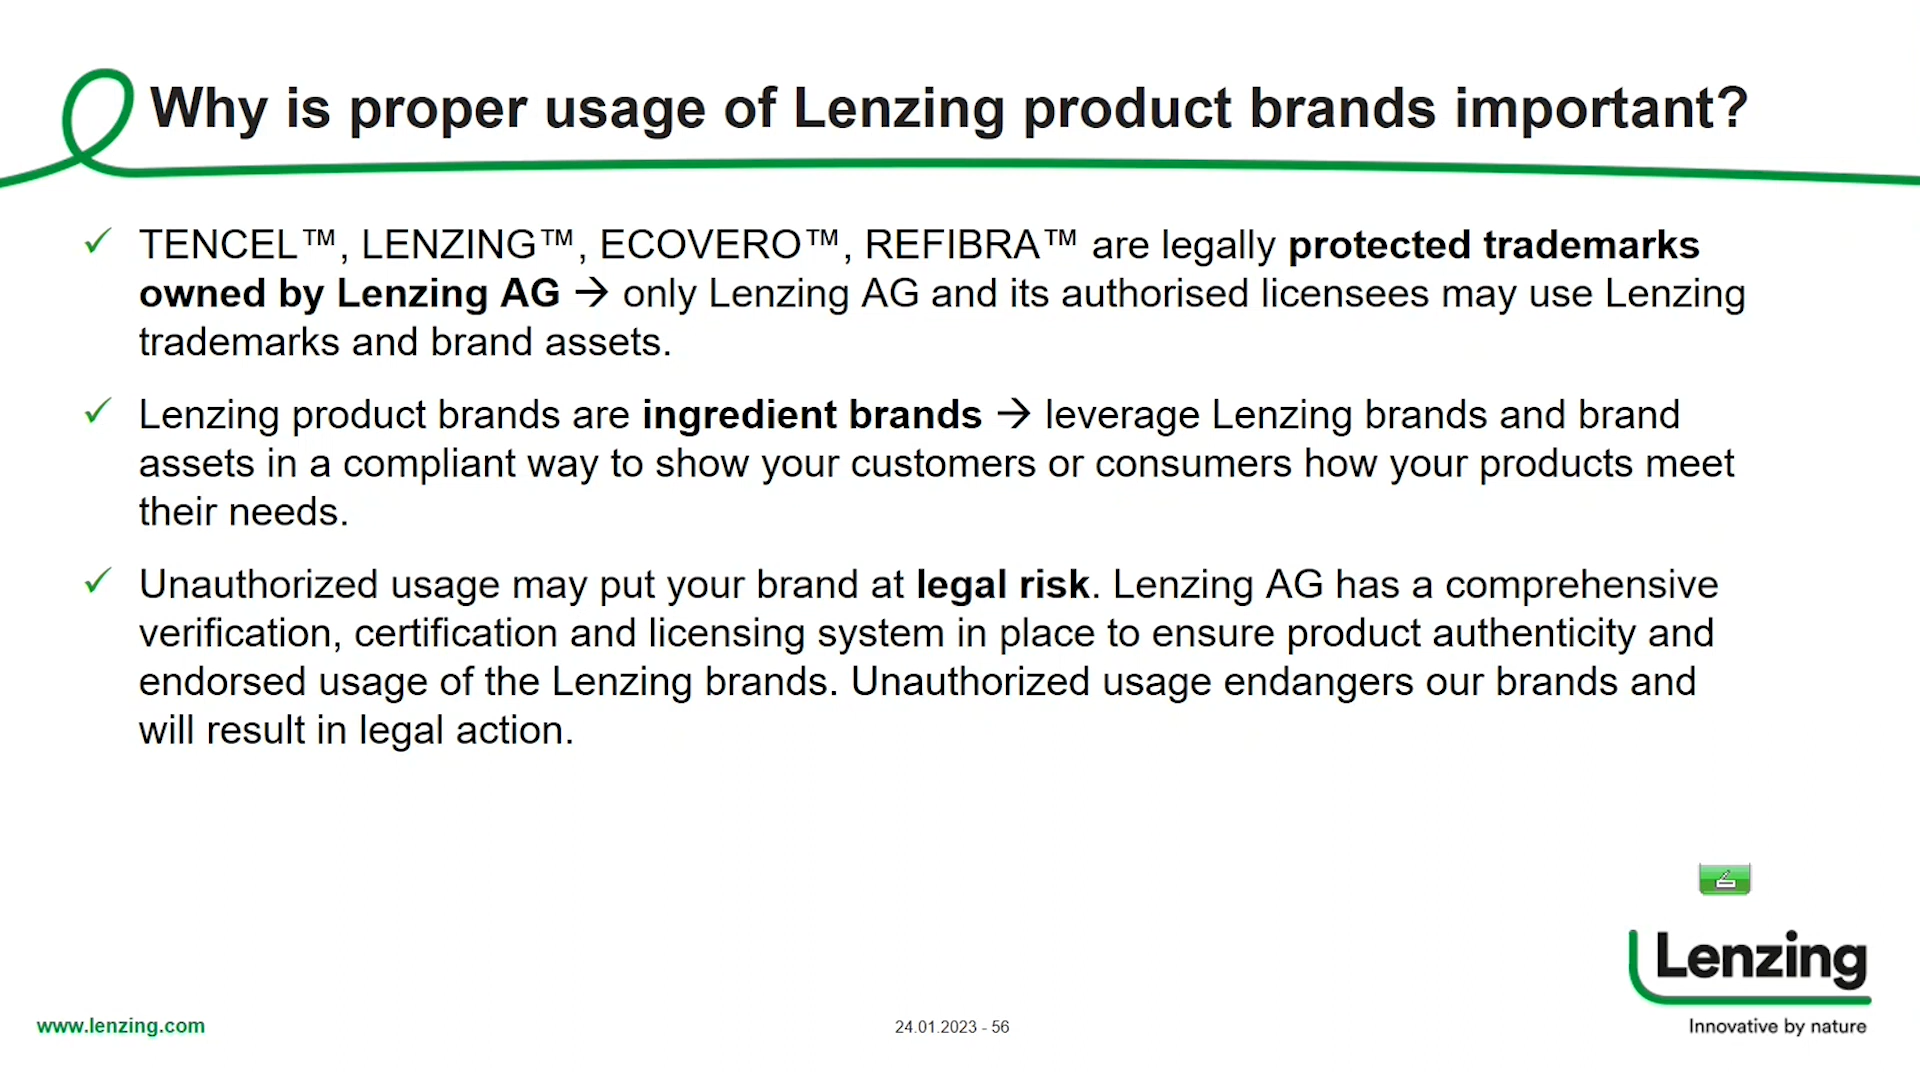 Why is proper usage of Lenzing product brands important?
✓ TENCEL™, LENZING™, ECOVERO™, REFIBRA™ are legally protected trademarks
owned by Lenzing AG → only Lenzing AG and its authorised licensees may use Lenzing
trademarks and brand assets.
✓ Lenzing product brands are ingredient brands → leverage Lenzing brands and brand
assets in a compliant way to show your customers or consumers how your products meet
their needs.
✓ Unauthorized usage may put your brand at legal risk. Lenzing AG has a comprehensive
verification, certification and licensing system in place to ensure product authenticity and
endorsed usage of the Lenzing brands. Unauthorized usage endangers our brands and
will result in legal action.
Lenzing
Innovative by nature
www.lenzing.com
24.01.2023 - 56